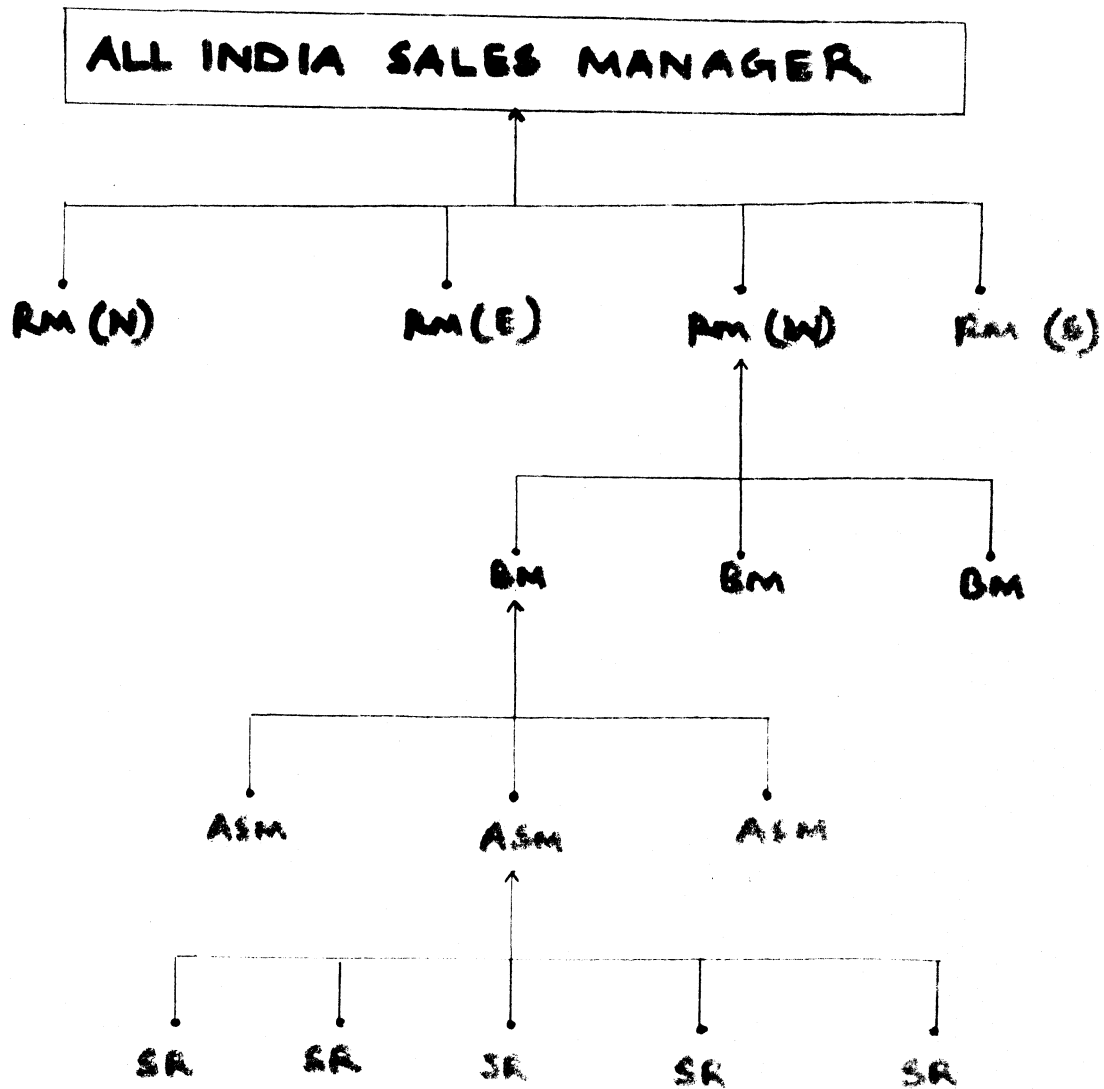 ALL INDIA SALES MANAGER
RM (N) RM (E) RM (W) RM (S)
BM BM BM
ASM ASM ASM
SR SR SR SR SR